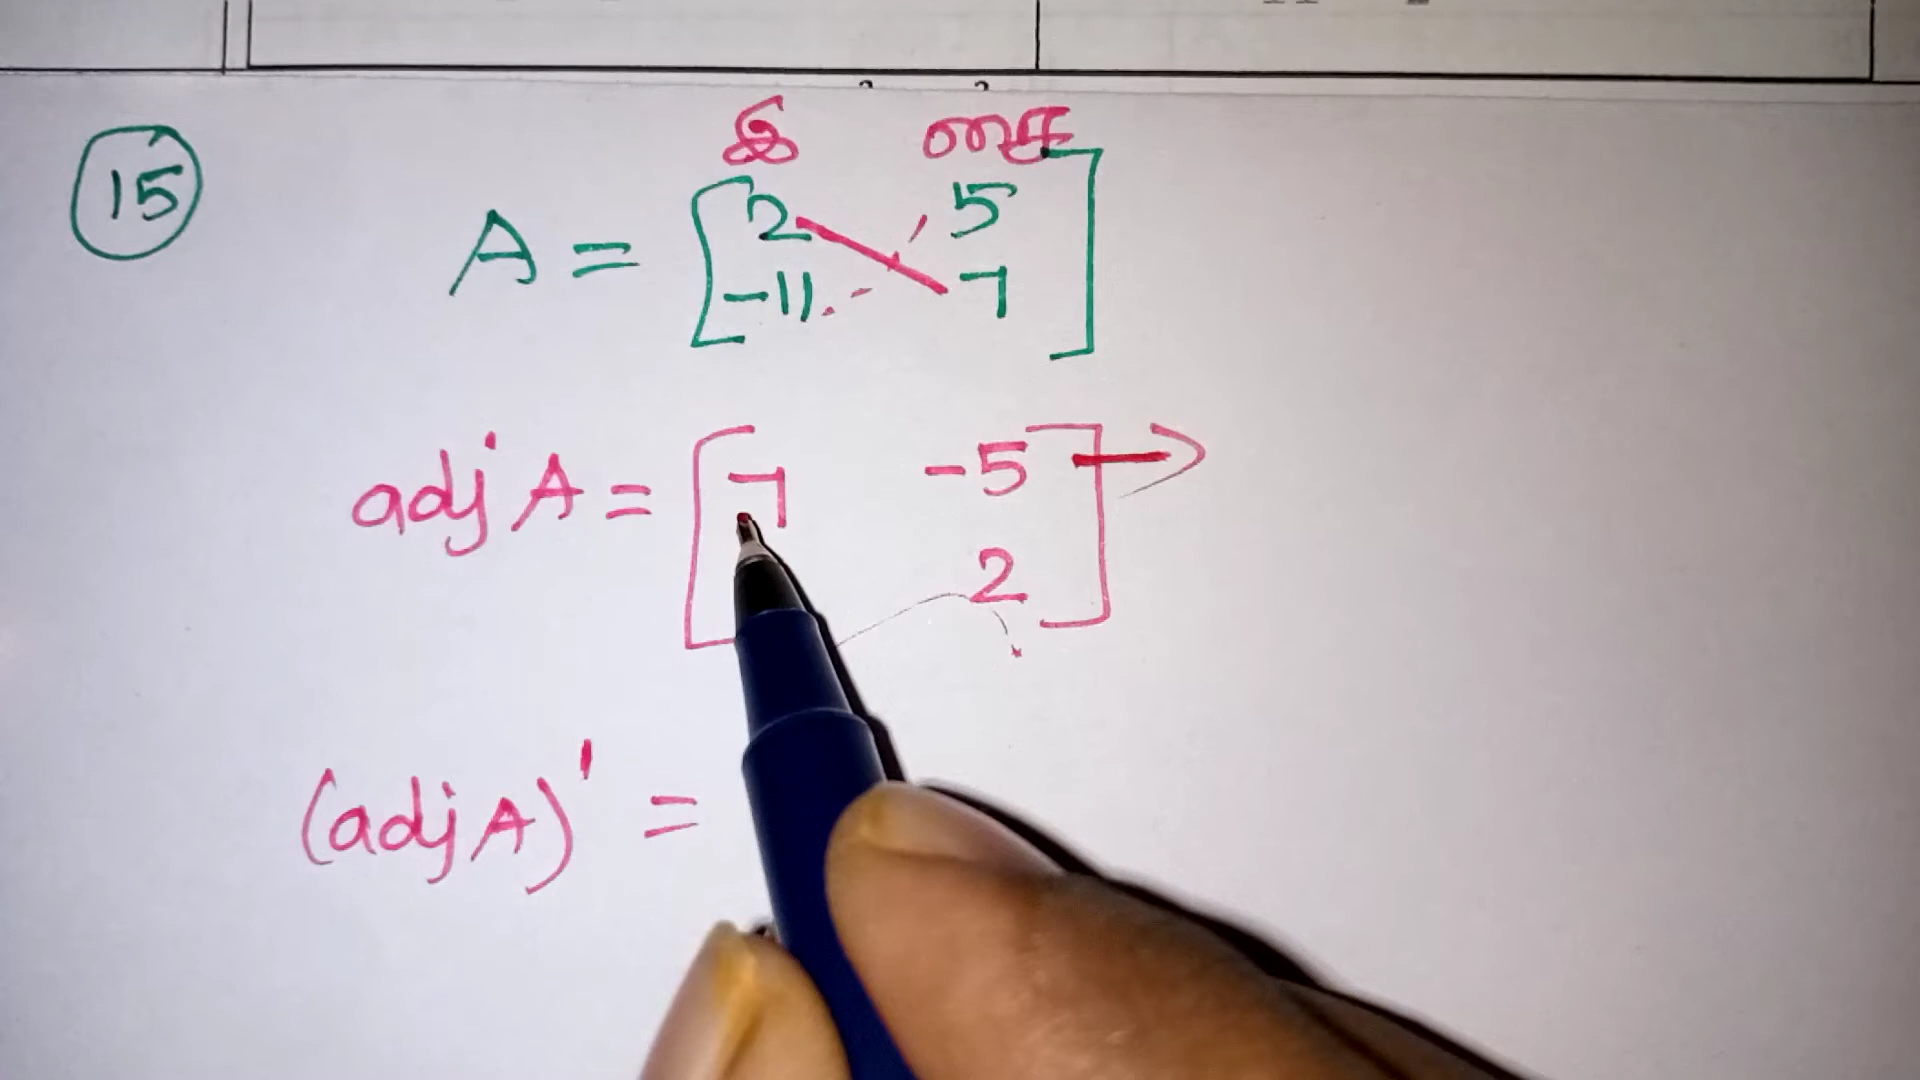 15
இ கைசு
A = [2 5
-11 7]
adj A = [7 -5
2]
(adj A)' =